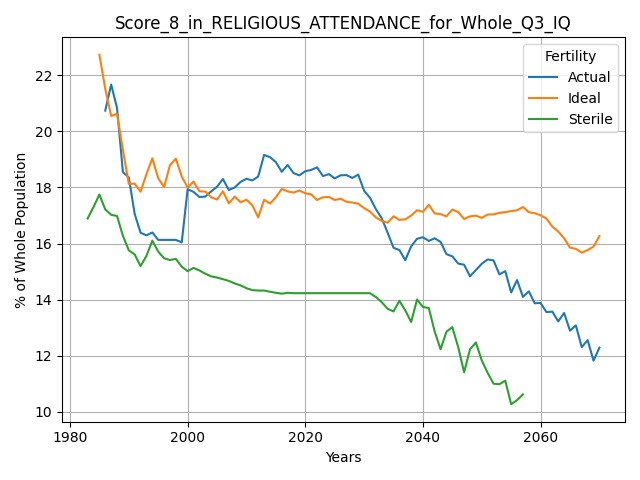 Score_8_in_RELIGIOUS_ATTENDANCE_for_Whole_Q3_IQ
Fertility
Actual
Ideal
Sterile
% of Whole Population
22
20
18
16
14
12
10
1980
2000
2020
2040
2060
Years